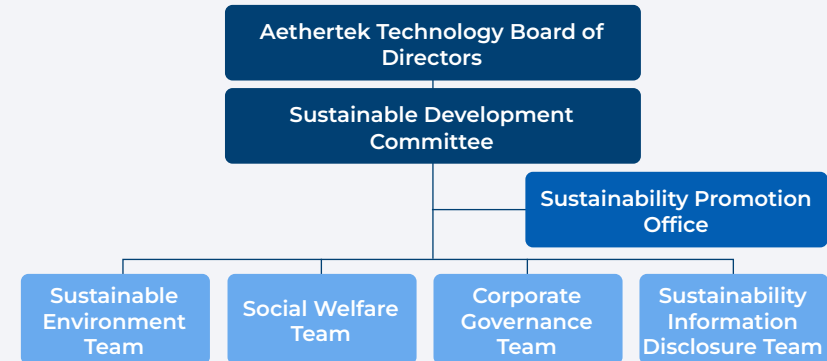 Aethertek Technology Board of
Directors
Sustainable Development
Committee
Sustainability Promotion
Office
Sustainable
Environment
Team
Social Welfare
Team
Corporate
Governance
Team
Sustainability
Information
Disclosure Team